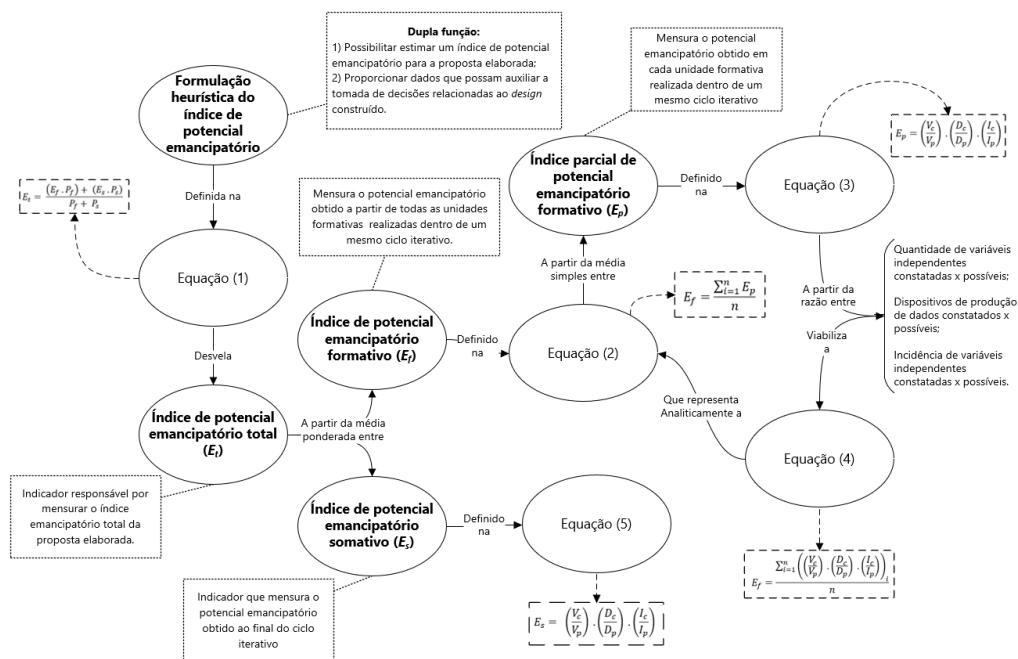 Dupla função:
1) Possibilitar estimar um índice de potencial
emancipatório para a proposta elaborada;
2) Proporcionar dados que possam auxiliar a
tomada de decisões relacionadas ao design
construído.
Mensura o potencial
emancipatório obtido em
cada unidade formativa
realizada dentro de um
mesmo ciclo iterativo
Formulação
heurística do
índice de
potencial
emancipatório
E_p = (V_c/V_p) . (D_c/D_p) . (I_c/I_p)
Índice parcial de
potencial
emancipatório
formativo (E_p)
Definido
na
Equação (3)
E_t = ((E_f . P_f) + (E_s . P_s)) / (P_f + P_s)
Definida na
Mensura o potencial emancipatório
obtido a partir de todas as unidades
formativas realizadas dentro de um
mesmo ciclo iterativo.
Equação (1)
A partir da média
simples entre
E_f = (∑_{i=1}^{n} E_p) / n
A partir da
razão entre
Viabiliza
a
Quantidade de variáveis
independentes
constatadas x possíveis;
Dispositivos de produção
de dados constatados x
possíveis;
Incidência de variáveis
independentes
constatadas x possíveis.
Desvela
Índice de potencial
emancipatório
formativo (E_f)
Definido
na
Equação (2)
Que representa
Analiticamente a
Índice de potencial
emancipatório total
(E_t)
A partir da média
ponderada entre
Equação (4)
Indicador responsável por
mensurar o índice
emancipatório total da
proposta elaborada.
Índice de potencial
emancipatório
somativo (E_s)
Definido
na
Equação (5)
E_f = (∑_{i=1}^{n} ((V_c/V_p) . (D_c/D_p) . (I_c/I_p))_i) / n
Indicador que mensura o
potencial emancipatório
obtido ao final do ciclo
iterativo
E_s = (V_c/V_p) . (D_c/D_p) . (I_c/I_p)